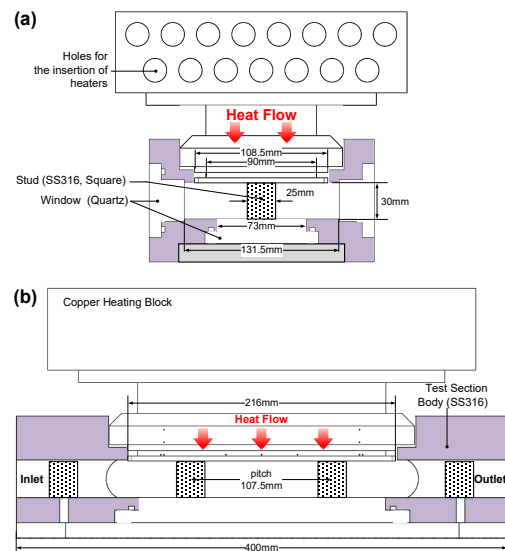 (a)
Holes for
the insertion of
heaters
Heat Flow
108.5mm
90mm
Stud (SS316, Square)
25mm
30mm
Window (Quartz)
73mm
131.5mm
(b)
Copper Heating Block
216mm
Test Section
Body (SS316)
Heat Flow
Inlet
pitch
107.5mm
Outlet
400mm